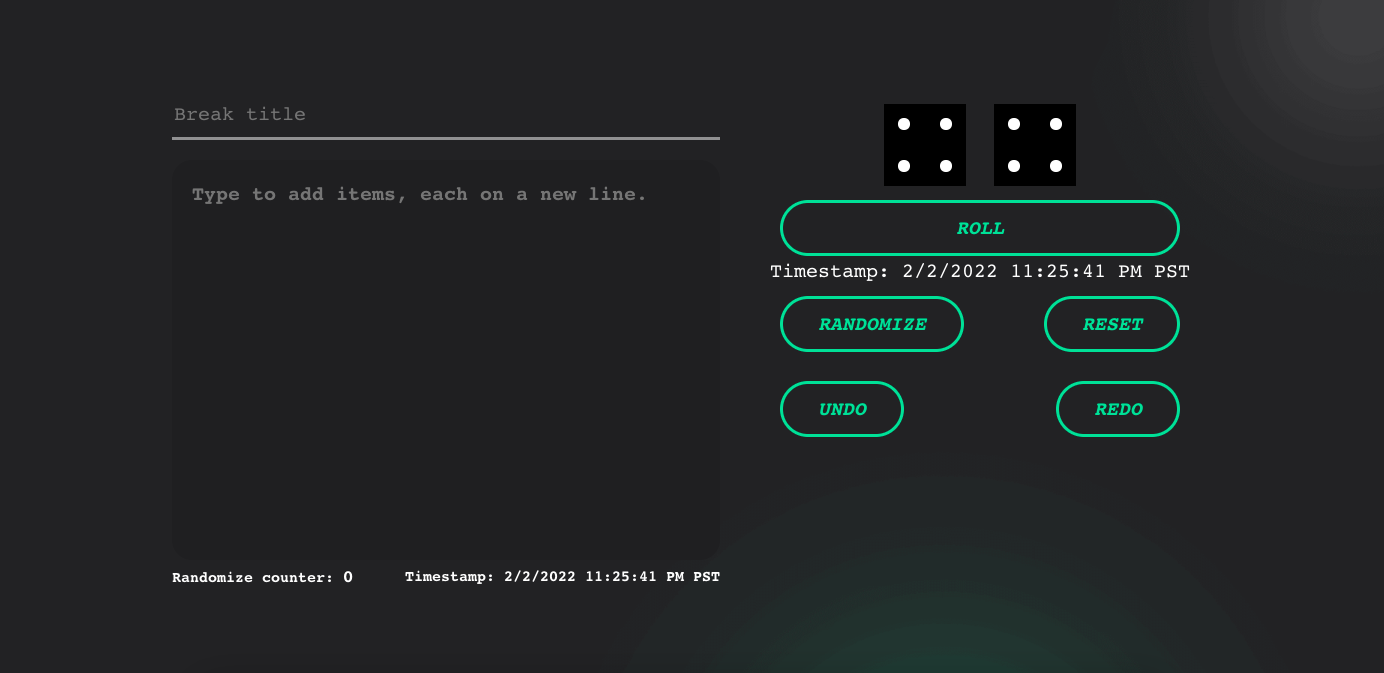 Break title
Type to add items, each on a new line.
Randomize counter: 0
Timestamp: 2/2/2022 11:25:41 PM PST
ROLL
Timestamp: 2/2/2022 11:25:41 PM PST
RANDOMIZE
RESET
UNDO
REDO